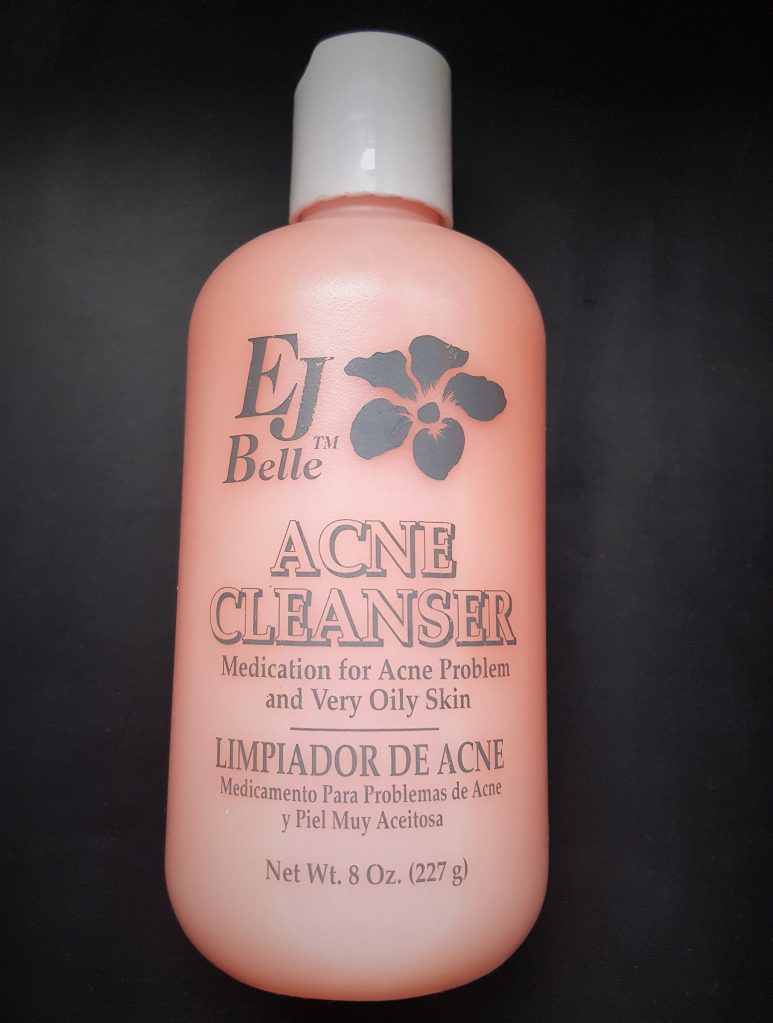 EJ
Belle™
ACNE
CLEANSER
Medication for Acne Problem
and Very Oily Skin
LIMPIADOR DE ACNE
Medicamento Para Problemas de Acne
y Piel Muy Aceitosa
Net Wt. 8 Oz. (227 g)